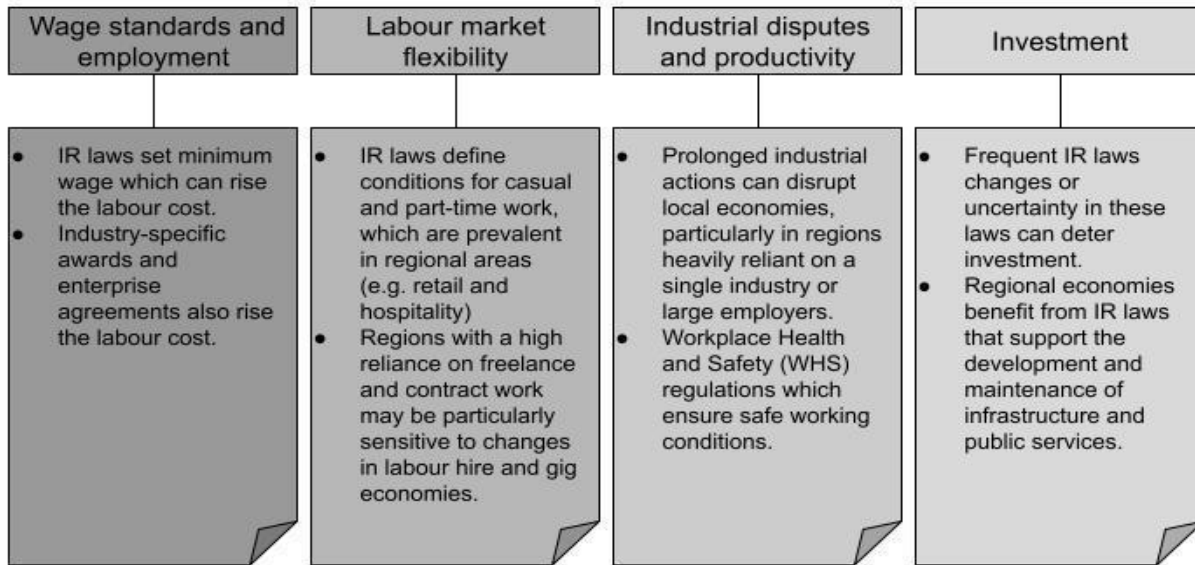 Wage standards and
employment
● IR laws set minimum
wage which can rise
the labour cost.
● Industry-specific
awards and
enterprise
agreements also rise
the labour cost.
Labour market
flexibility
● IR laws define
conditions for casual
and part-time work,
which are prevalent
in regional areas
(e.g. retail and
hospitality)
● Regions with a high
reliance on freelance
and contract work
may be particularly
sensitive to changes
in labour hire and gig
economies.
Industrial disputes
and productivity
● Prolonged industrial
actions can disrupt
local economies,
particularly in regions
heavily reliant on a
single industry or
large employers.
● Workplace Health
and Safety (WHS)
regulations which
ensure safe working
conditions.
Investment
● Frequent IR laws
changes or
uncertainty in these
laws can deter
investment.
● Regional economies
benefit from IR laws
that support the
development and
maintenance of
infrastructure and
public services.